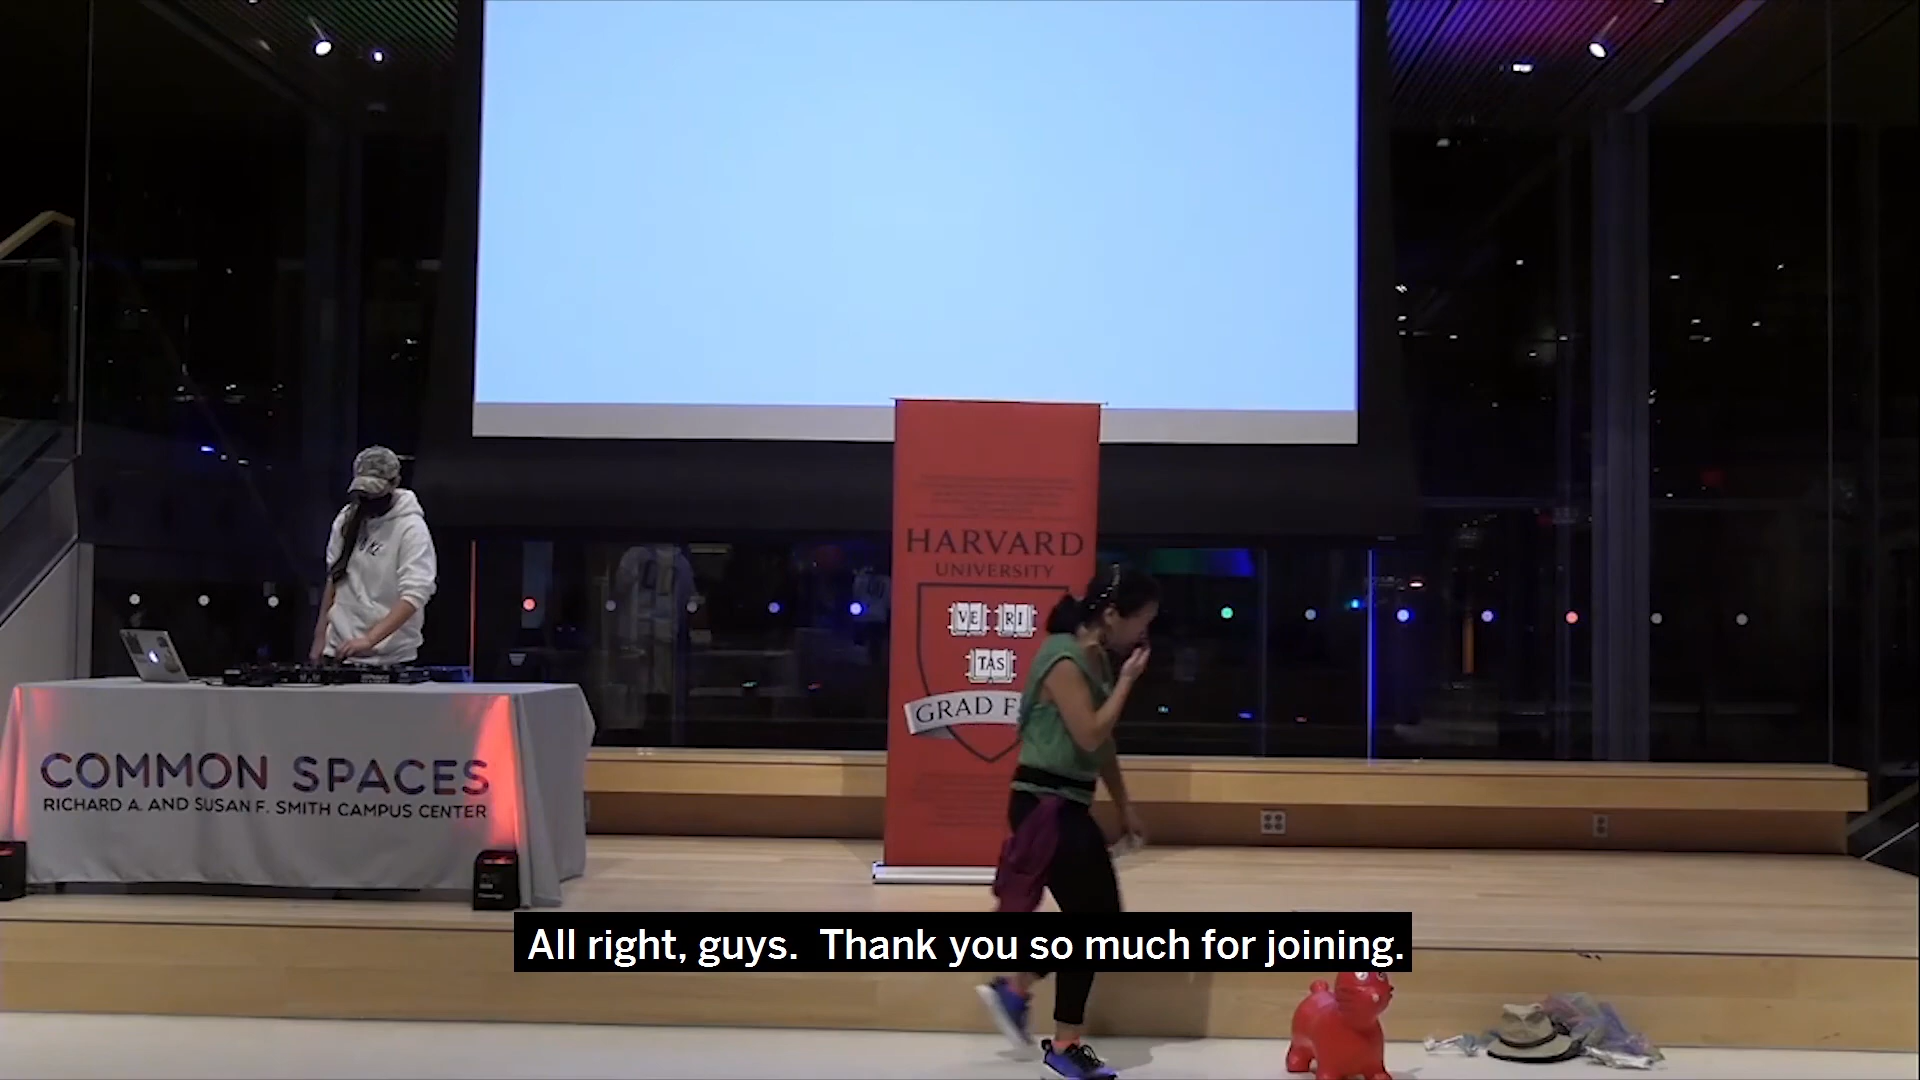 HARVARD
UNIVERSITY
VE RI
TAS
GRAD F
COMMON SPACES
RICHARD A. AND SUSAN F. SMITH CAMPUS CENTER
All right, guys.  Thank you so much for joining.